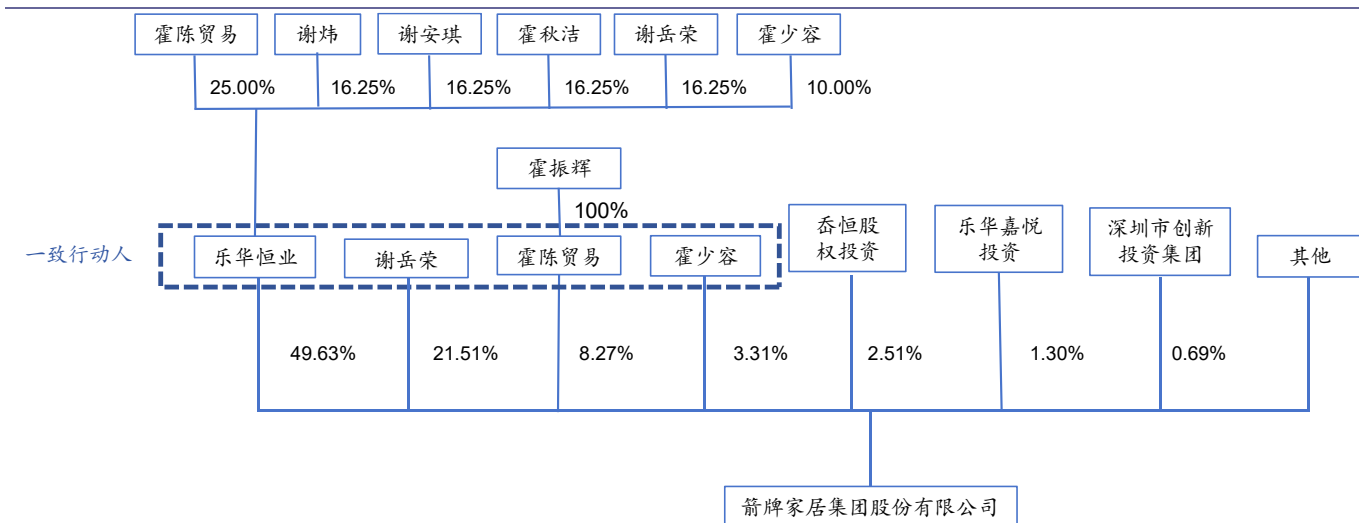 霍陈贸易
谢炜
谢安琪
霍秋洁
谢岳荣
霍少容
25.00%
16.25%
16.25%
16.25%
16.25%
10.00%
霍振辉
100%
一致行动人
乐华恒业
谢岳荣
霍陈贸易
霍少容
岙恒股
权投资
乐华嘉悦
投资
深圳市创新
投资集团
其他
49.63%
21.51%
8.27%
3.31%
2.51%
1.30%
0.69%
箭牌家居集团股份有限公司